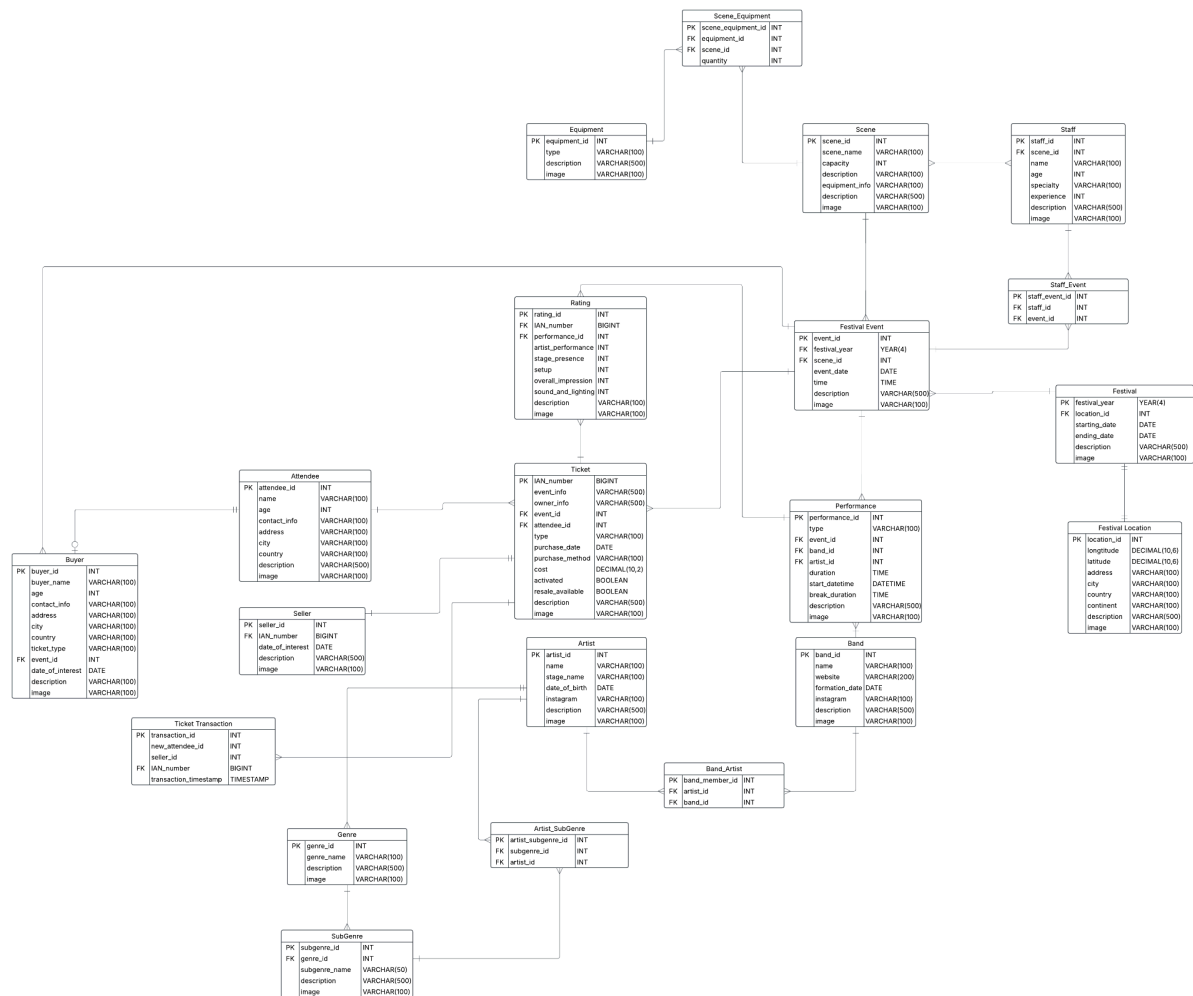 Scene_Equipment
PK scene_equipment_id INT
FK equipment_id INT
FK scene_id INT
quantity INT
Equipment
PK equipment_id INT
type VARCHAR(100)
description VARCHAR(500)
image VARCHAR(100)
Scene
PK scene_id INT
scene_name VARCHAR(100)
capacity INT
description VARCHAR(100)
equipment_info VARCHAR(100)
description VARCHAR(500)
image VARCHAR(100)
Staff
PK staff_id INT
FK scene_id INT
name VARCHAR(100)
age INT
specialty VARCHAR(100)
experience INT
description VARCHAR(500)
image VARCHAR(100)
Staff_Event
PK staff_event_id INT
FK staff_id INT
FK event_id INT
Rating
PK rating_id INT
FK IAN_number BIGINT
FK performance_id INT
artist_performance INT
stage_presence INT
setup INT
overall_impression INT
sound_and_lighting INT
description VARCHAR(100)
image VARCHAR(100)
Festival Event
PK event_id INT
FK festival_year YEAR(4)
FK scene_id INT
event_date DATE
time TIME
description VARCHAR(500)
image VARCHAR(100)
Festival
PK festival_year YEAR(4)
FK location_id INT
starting_date DATE
ending_date DATE
description VARCHAR(500)
image VARCHAR(100)
Attendee
PK attendee_id INT
name VARCHAR(100)
age INT
contact_info VARCHAR(100)
address VARCHAR(100)
city VARCHAR(100)
country VARCHAR(100)
description VARCHAR(500)
image VARCHAR(100)
Ticket
PK IAN_number BIGINT
event_info VARCHAR(500)
owner_info VARCHAR(500)
FK event_id INT
FK attendee_id INT
type VARCHAR(100)
purchase_date DATE
purchase_method VARCHAR(100)
cost DECIMAL(10,2)
activated BOOLEAN
resale_available BOOLEAN
description VARCHAR(500)
image VARCHAR(100)
Performance
PK performance_id INT
type VARCHAR(100)
FK event_id INT
FK band_id INT
FK artist_id INT
duration TIME
start_datetime DATETIME
break_duration TIME
description VARCHAR(500)
image VARCHAR(100)
Festival Location
PK location_id INT
longtitude DECIMAL(10,6)
latitude DECIMAL(10,6)
address VARCHAR(100)
city VARCHAR(100)
country VARCHAR(100)
continent VARCHAR(100)
description VARCHAR(500)
image VARCHAR(100)
Buyer
PK buyer_id INT
buyer_name VARCHAR(100)
age INT
contact_info VARCHAR(100)
address VARCHAR(100)
city VARCHAR(100)
country VARCHAR(100)
ticket_type VARCHAR(100)
FK event_id INT
date_of_interest DATE
description VARCHAR(100)
image VARCHAR(100)
Seller
PK seller_id INT
FK IAN_number BIGINT
date_of_interest DATE
description VARCHAR(500)
image VARCHAR(100)
Artist
PK artist_id INT
name VARCHAR(100)
stage_name VARCHAR(100)
date_of_birth DATE
instagram VARCHAR(100)
description VARCHAR(500)
image VARCHAR(100)
Band
PK band_id INT
name VARCHAR(100)
website VARCHAR(200)
formation_date DATE
instagram VARCHAR(100)
description VARCHAR(500)
image VARCHAR(100)
Ticket Transaction
PK transaction_id INT
new_attendee_id INT
seller_id INT
FK IAN_number BIGINT
transaction_timestamp TIMESTAMP
Band_Artist
PK band_member_id INT
FK artist_id INT
FK band_id INT
Genre
PK genre_id INT
genre_name VARCHAR(100)
description VARCHAR(500)
image VARCHAR(100)
Artist_SubGenre
PK artist_subgenre_id INT
FK subgenre_id INT
FK artist_id INT
SubGenre
PK subgenre_id INT
FK genre_id INT
subgenre_name VARCHAR(50)
description VARCHAR(500)
image VARCHAR(100)